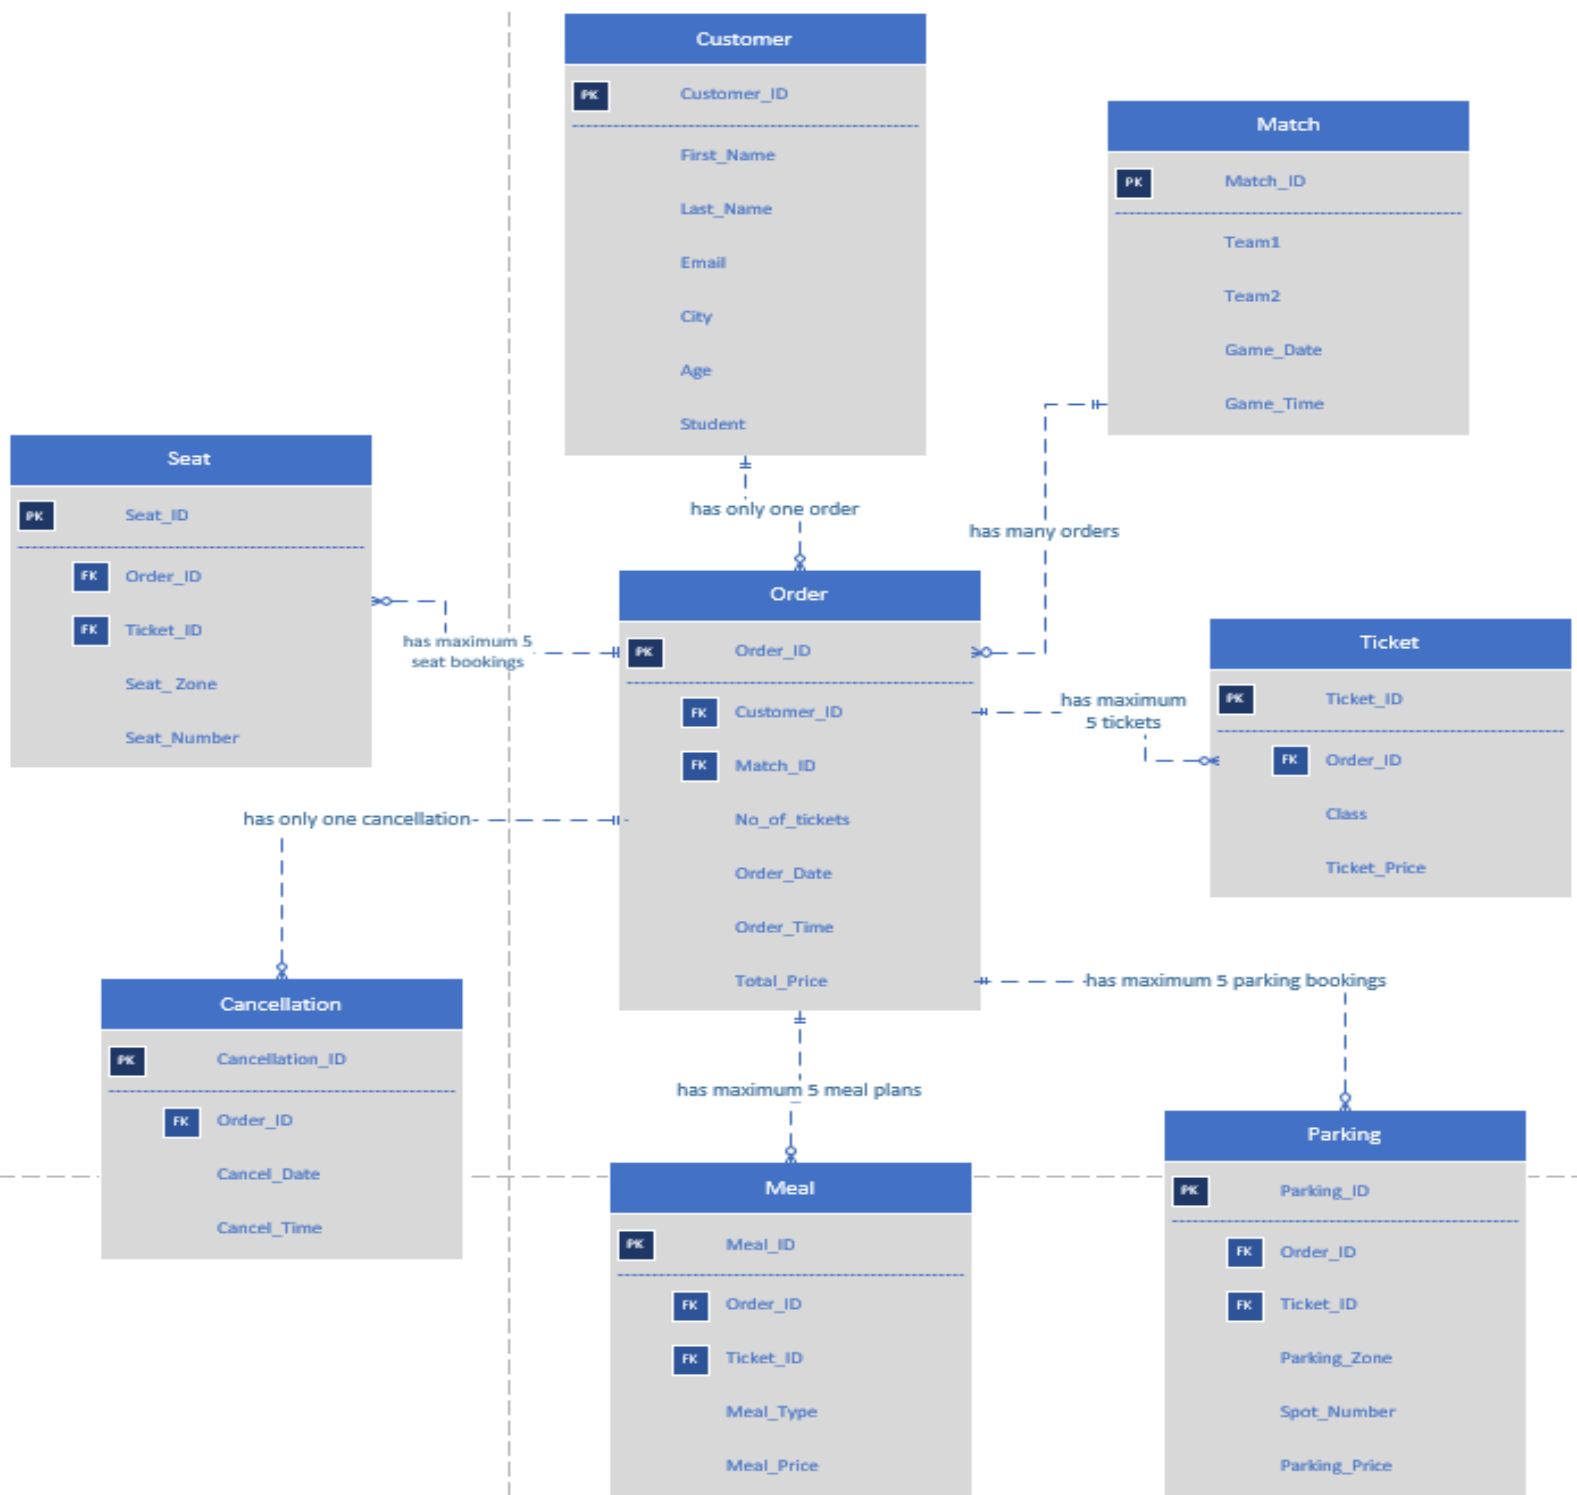 Customer
PK Customer_ID
First_Name
Last_Name
Email
City
Age
Student
Match
PK Match_ID
Team1
Team2
Game_Date
Game_Time
Seat
PK Seat_ID
FK Order_ID
FK Ticket_ID
Seat_ Zone
Seat_Number
has only one order
has many orders
has maximum 5
seat bookings
Order
PK Order_ID
FK Customer_ID
FK Match_ID
No_of_tickets
Order_Date
Order_Time
Total_Price
has maximum
5 tickets
Ticket
PK Ticket_ID
FK Order_ID
Class
Ticket_Price
has only one cancellation
Cancellation
PK Cancellation_ID
FK Order_ID
Cancel_Date
Cancel_Time
has maximum 5 meal plans
has maximum 5 parking bookings
Meal
PK Meal_ID
FK Order_ID
FK Ticket_ID
Meal_Type
Meal_Price
Parking
PK Parking_ID
FK Order_ID
FK Ticket_ID
Parking_Zone
Spot_Number
Parking_Price